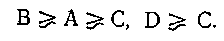 B ⩾ A ⩾ C, D ⩾ C.